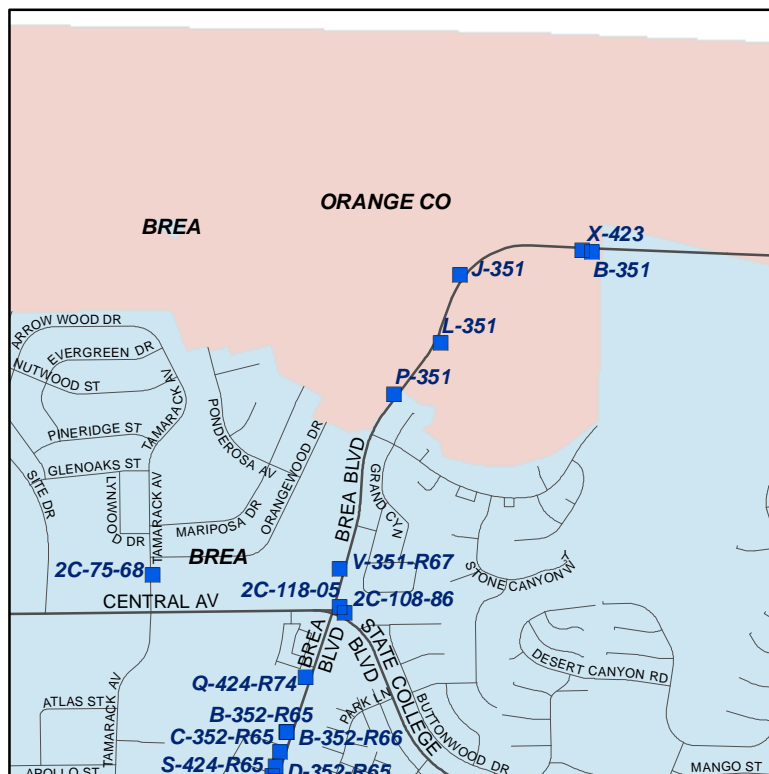 ORANGE CO
BREA
X-423
B-351
J-351
ARROW WOOD DR
L-351
EVERGREEN DR
NUTWOOD ST
TAMARACK AV
P-351
PONDEROSA AV
ORANGEWOOD DR
PINERIDGE ST
GLENOAKS ST
SITE DR
LYNWOOD DR
TAMARACK AV
MARIPOSA DR
BREA BLVD
GRAND CYN
BREA
STONE CANYON WY
V-351-R67
2C-75-68
2C-118-05
2C-108-86
CENTRAL AV
BREA BLVD
STATE COLLEGE BLVD
DESERT CANYON RD
Q-424-R74
TAMARACK AV
ATLAS ST
PARK LN
BUTTONWOOD DR
B-352-R65
C-352-R65
B-352-R66
S-424-R65
D-352-R65
APOLLO ST
MANGO ST